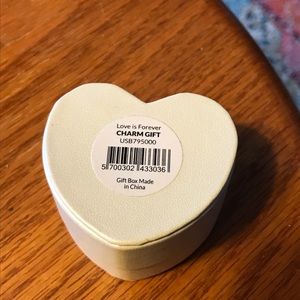 Love is Forever
CHARM GIFT
USB795000
5 700302 433036
Gift Box Made
in China